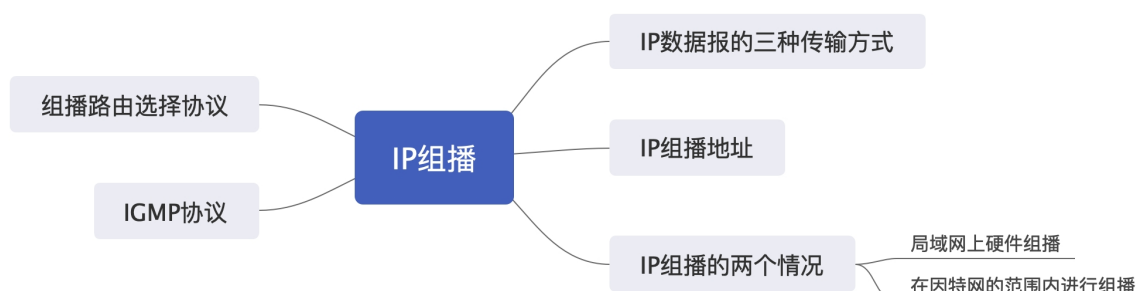 IP组播
IP数据报的三种传输方式
IP组播地址
IP组播的两个情况
局域网上硬件组播
在因特网的范围内进行组播
组播路由选择协议
IGMP协议